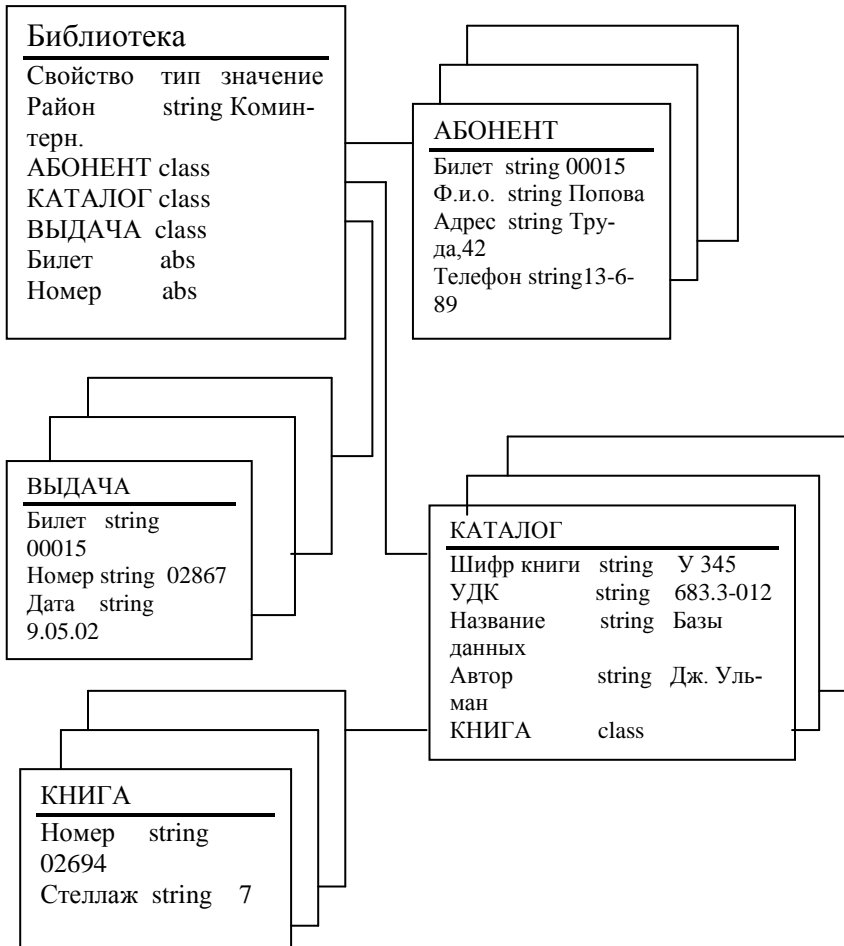 Библиотека
Свойство тип значение
Район string Комин-
терн.
АБОНЕНТ class
КАТАЛОГ class
ВЫДАЧА class
Билет abs
Номер abs
АБОНЕНТ
Билет string 00015
Ф.и.о. string Попова
Адрес string Тру-
да,42
Телефон string13-6-
89
ВЫДАЧА
Билет string
00015
Номер string 02867
Дата string
9.05.02
КАТАЛОГ
Шифр книги string У 345
УДК string 683.3-012
Название string Базы
данных
Автор string Дж. Уль-
ман
КНИГА class
КНИГА
Номер string
02694
Стеллаж string 7